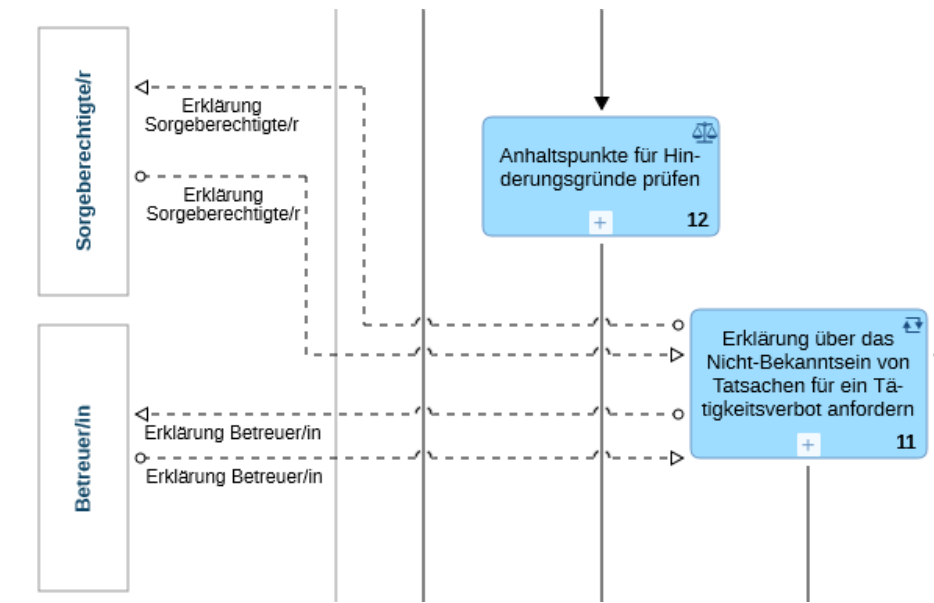 Sorgeberechtigte/r
Erklärung
Sorgeberechtigte/r
Erklärung
Sorgeberechtigte/r
Anhaltspunkte für Hin-
derungsgründe prüfen
+
12
Erklärung über das
Nicht-Bekanntsein von
Tatsachen für ein Tä-
tigkeitsverbot anfordern
+
11
Betreuer/in
Erklärung Betreuer/in
Erklärung Betreuer/in